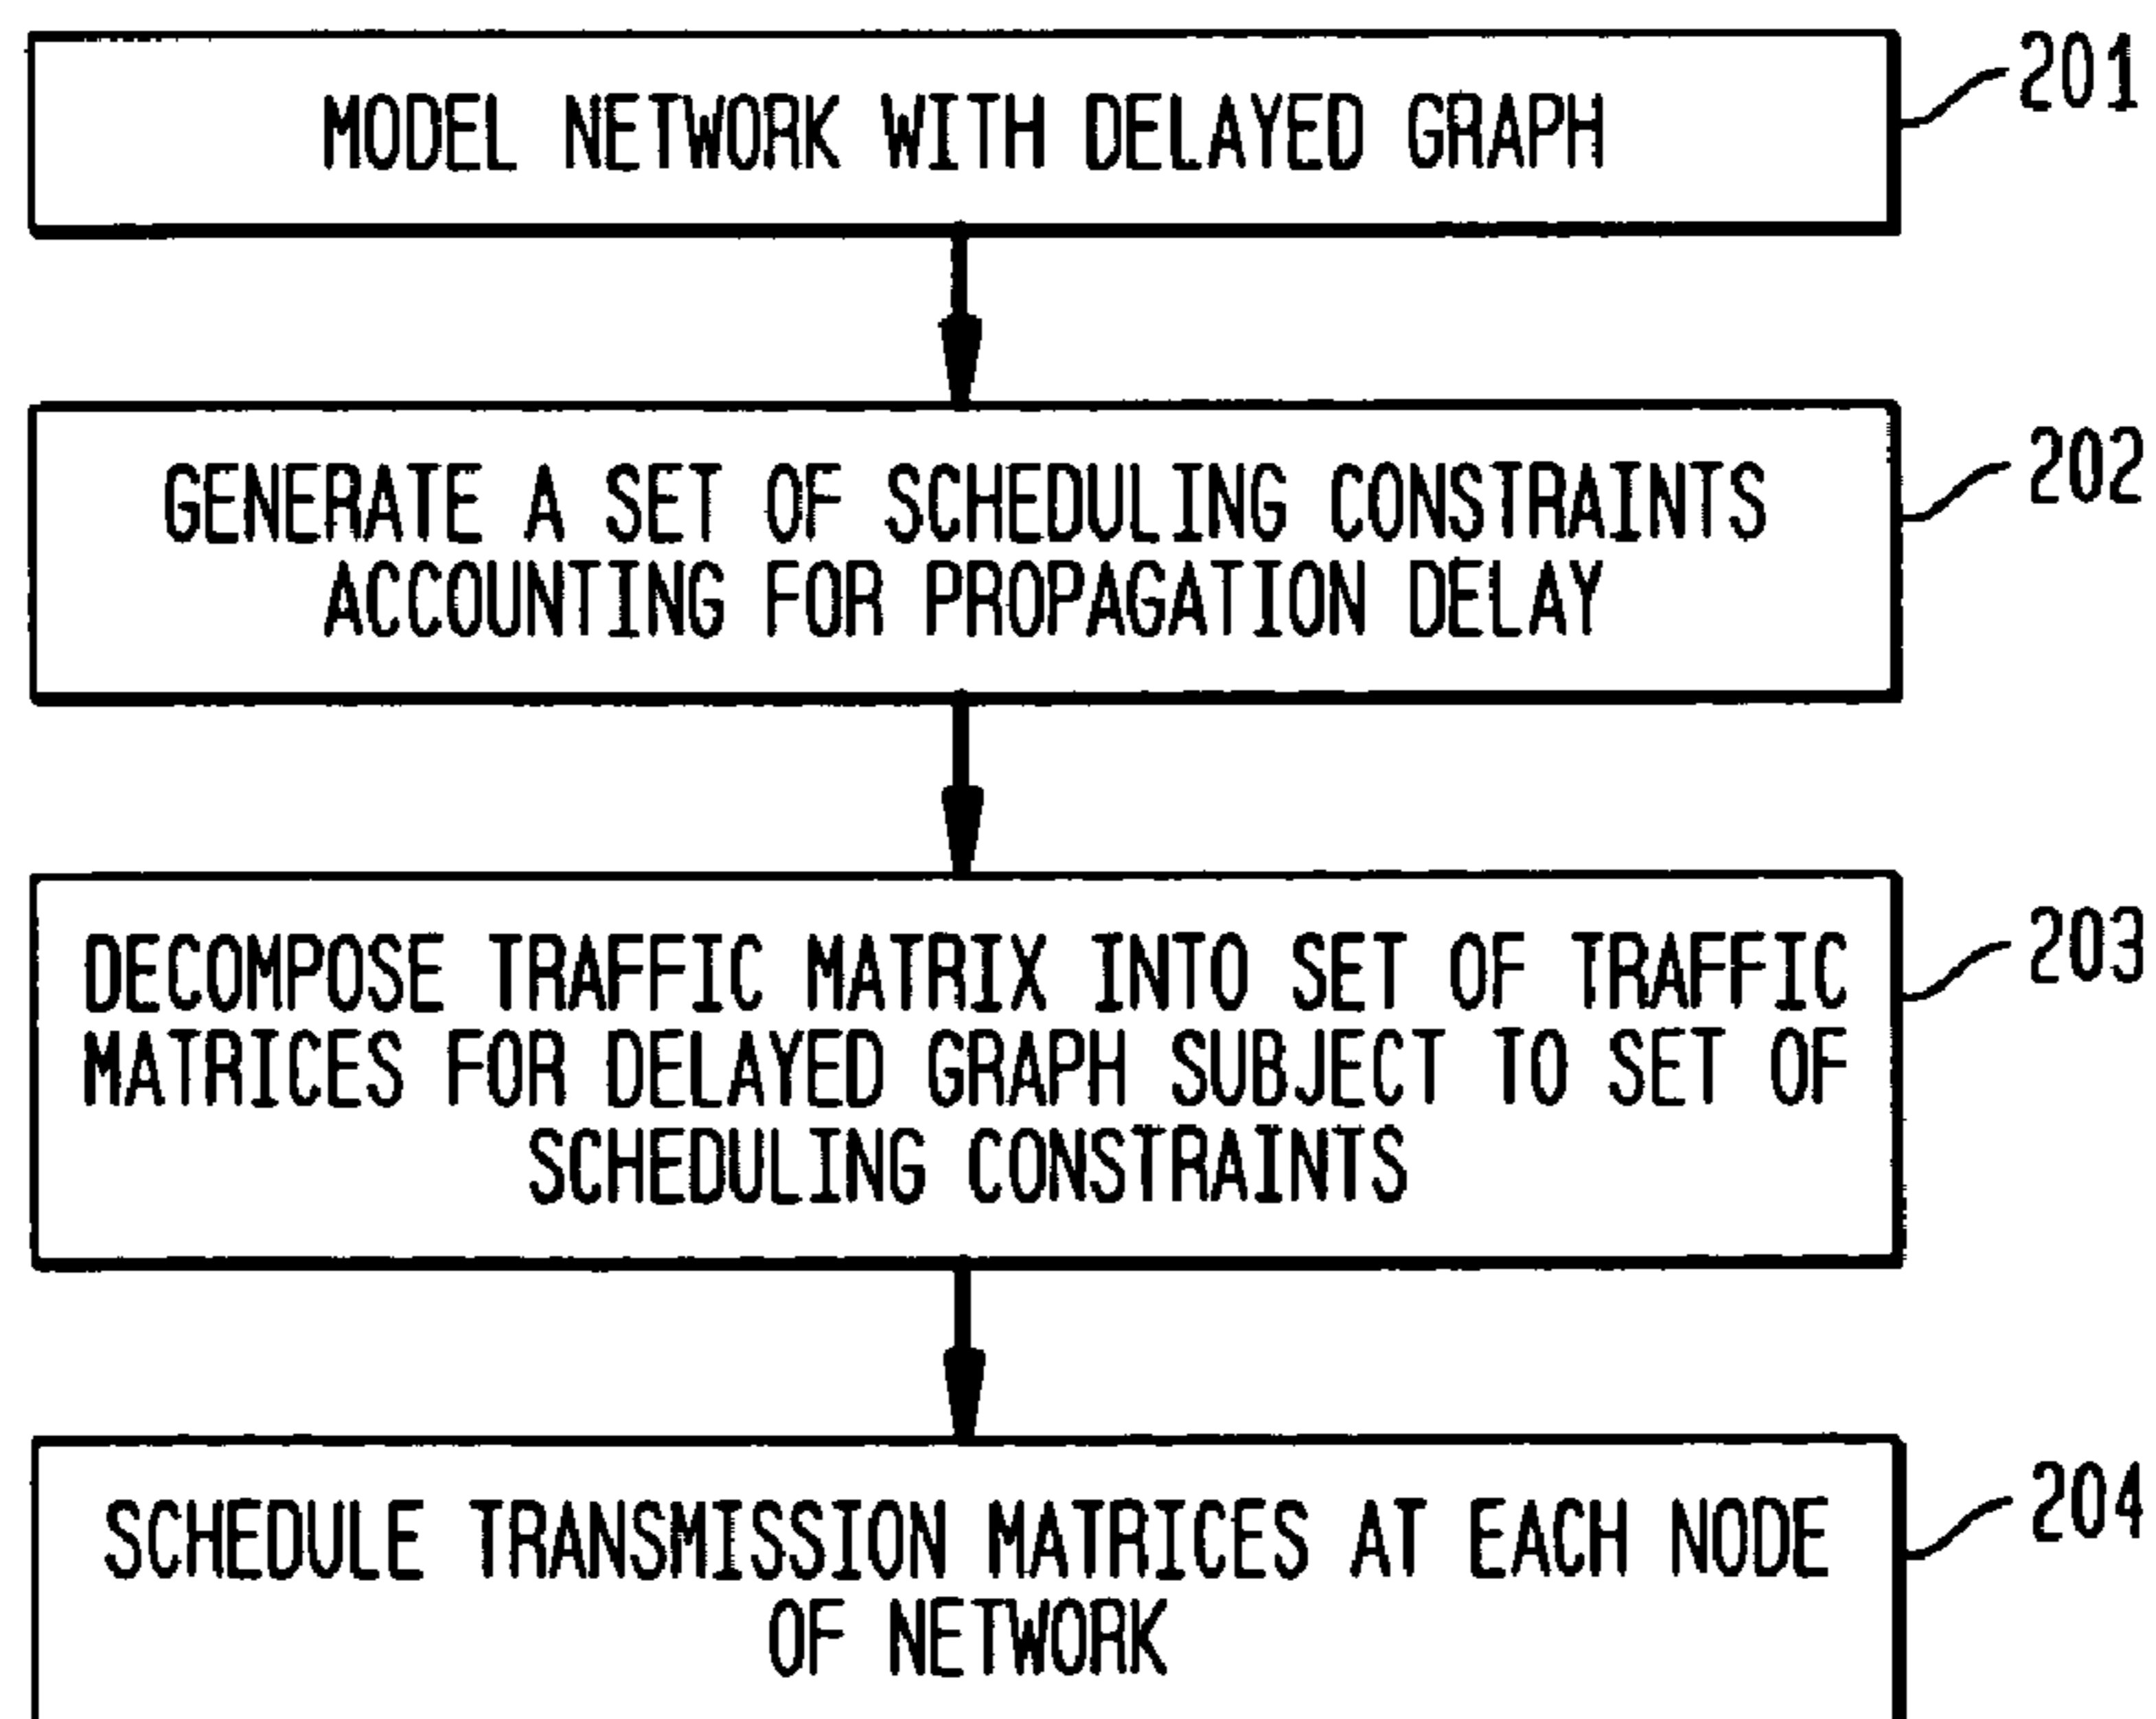 MODEL NETWORK WITH DELAYED GRAPH
201
GENERATE A SET OF SCHEDULING CONSTRAINTS
ACCOUNTING FOR PROPAGATION DELAY
202
DECOMPOSE TRAFFIC MATRIX INTO SET OF TRAFFIC
MATRICES FOR DELAYED GRAPH SUBJECT TO SET OF
SCHEDULING CONSTRAINTS
203
SCHEDULE TRANSMISSION MATRICES AT EACH NODE
OF NETWORK
204